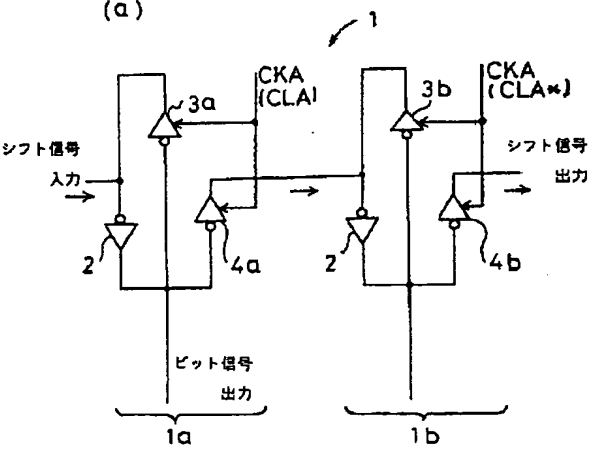 (a)
1
CKA
(CLA)
3a
シフト信号
入力
2
4a
ビット信号
出力
1a
CKA
(CLA*)
3b
シフト信号
出力
2
4b
1b